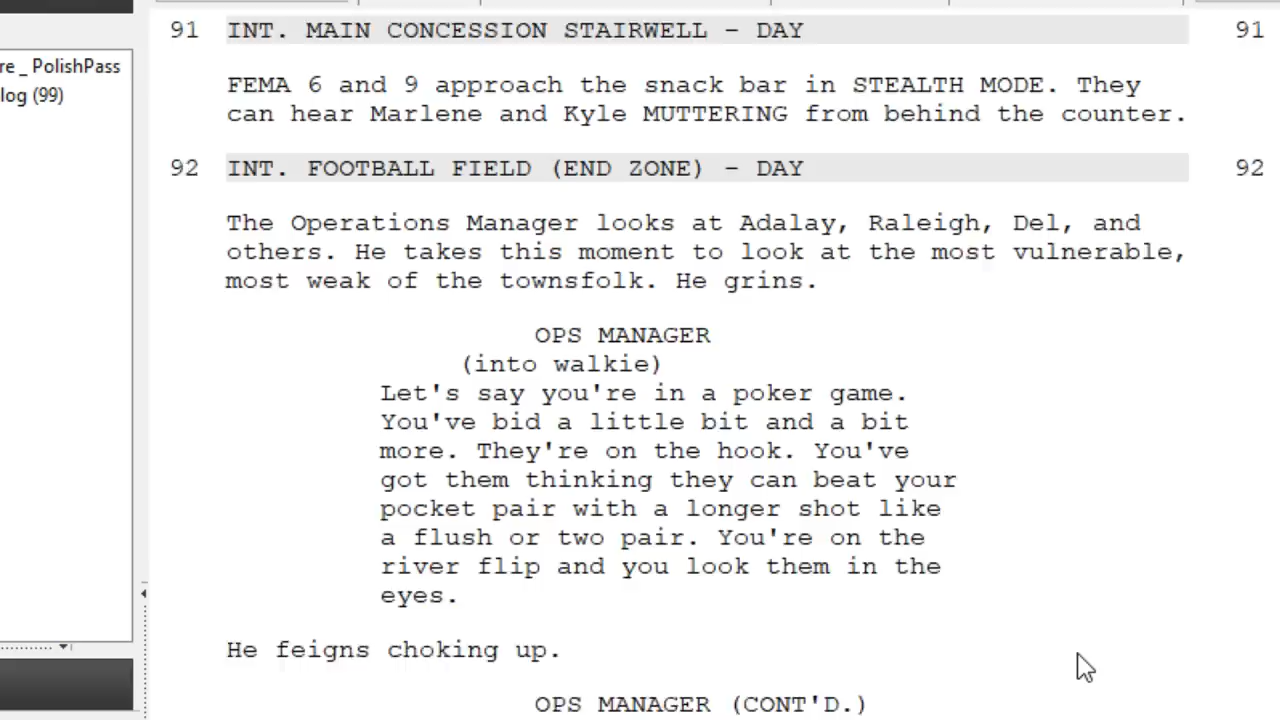 91 INT. MAIN CONCESSION STAIRWELL - DAY 91
re _ PolishPass
log (99)
FEMA 6 and 9 approach the snack bar in STEALTH MODE. They
can hear Marlene and Kyle MUTTERING from behind the counter.
92 INT. FOOTBALL FIELD (END ZONE) - DAY 92
The Operations Manager looks at Adalay, Raleigh, Del, and
others. He takes this moment to look at the most vulnerable,
most weak of the townsfolk. He grins.
OPS MANAGER
(into walkie)
Let's say you're in a poker game.
You've bid a little bit and a bit
more. They're on the hook. You've
got them thinking they can beat your
pocket pair with a longer shot like
a flush or two pair. You're on the
river flip and you look them in the
eyes.
He feigns choking up.
OPS MANAGER (CONT'D.)